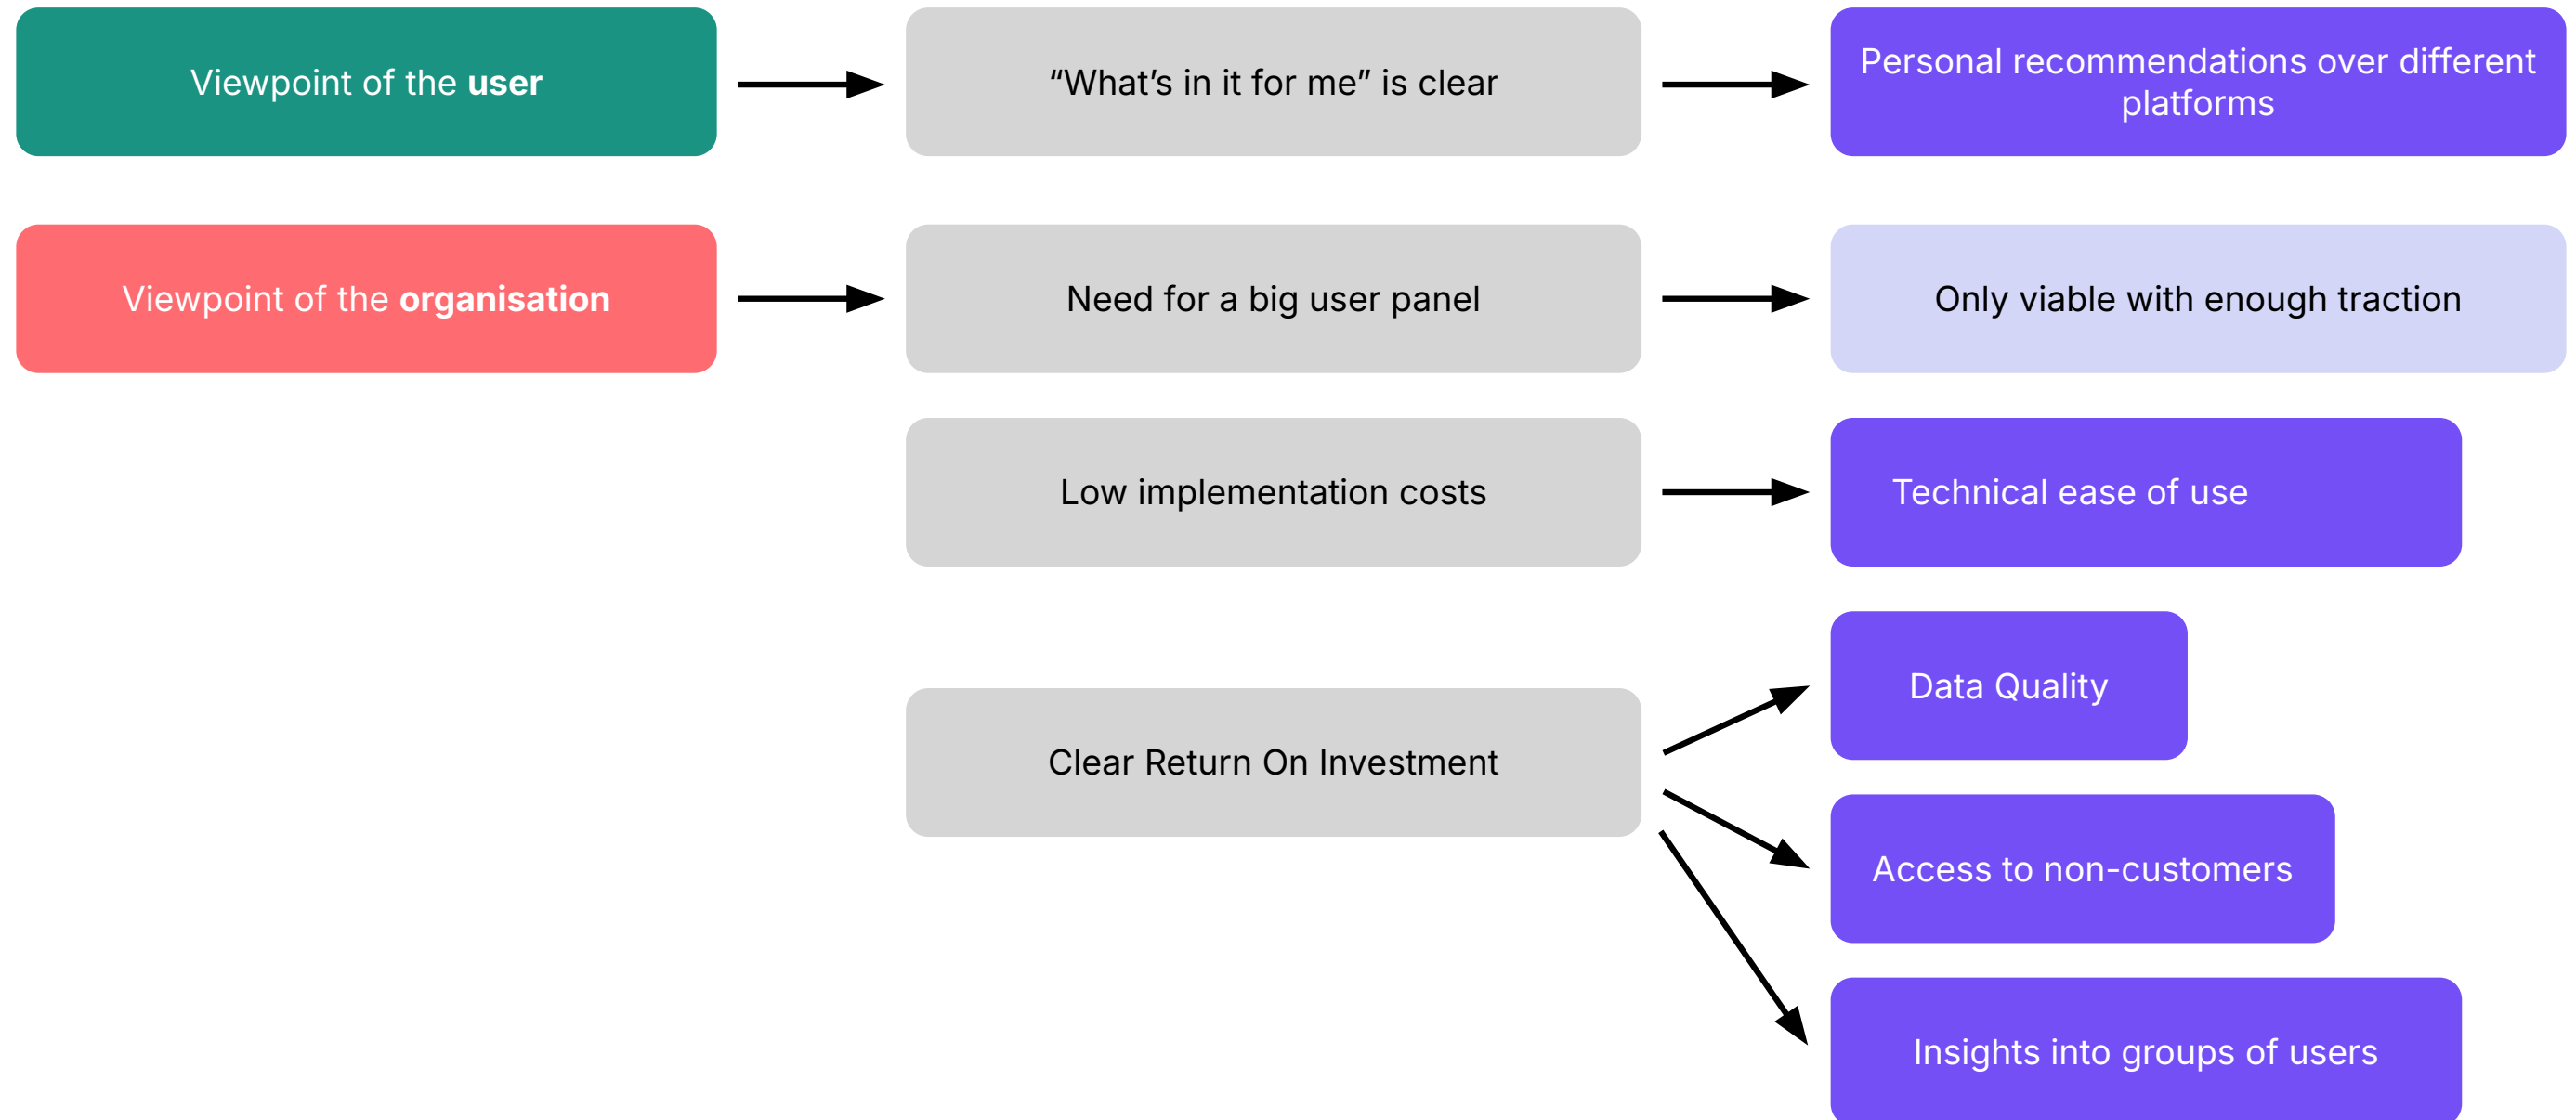 Viewpoint of the user
“What’s in it for me” is clear
Personal recommendations over different
platforms
Viewpoint of the organisation
Need for a big user panel
Only viable with enough traction
Low implementation costs
Technical ease of use
Clear Return On Investment
Data Quality
Access to non-customers
Insights into groups of users